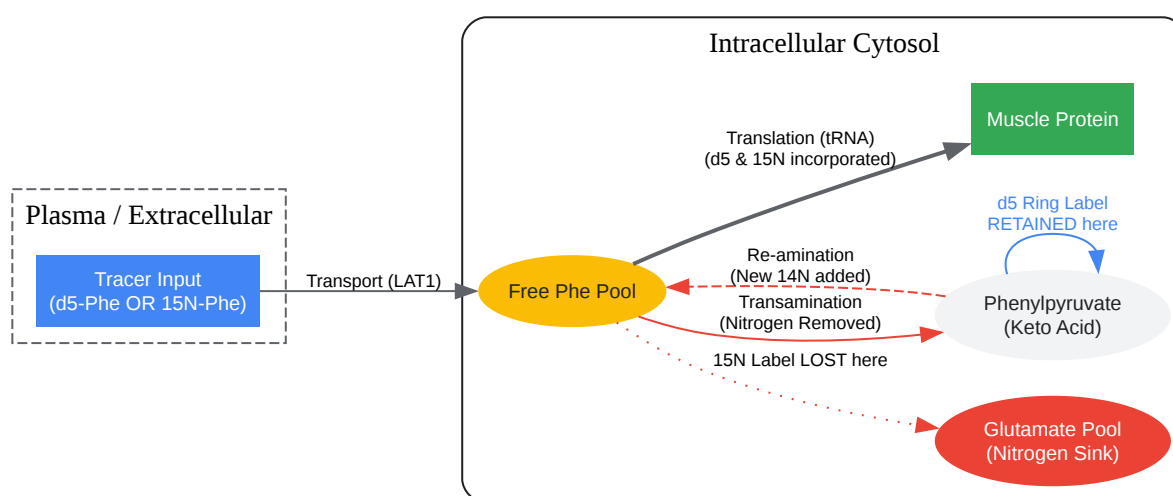 Intracellular Cytosol
Muscle Protein
Translation (tRNA)
(d5 & 15N incorporated)
Plasma / Extracellular
Tracer Input
(d5-Phe OR 15N-Phe)
Transport (LAT1)
Free Phe Pool
d5 Ring Label
RETAINED here
Re-amination
(New 14N added)
Transamination
(Nitrogen Removed)
Phenylpyruvate
(Keto Acid)
15N Label LOST here
Glutamate Pool
(Nitrogen Sink)